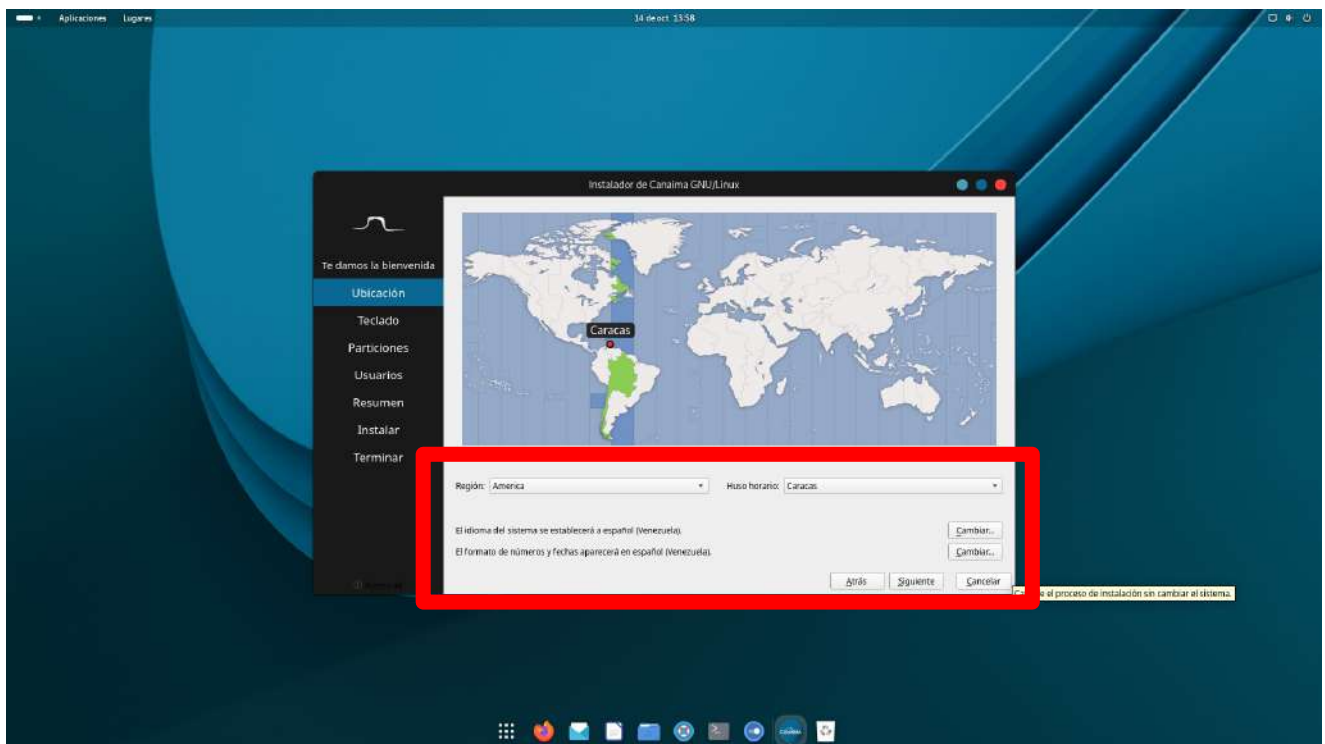 Aplicaciones Lugares 14 de oct 13:58
Instalador de Canaima GNU/Linux
Te damos la bienvenida
Ubicación
Teclado
Particiones
Usuarios
Resumen
Instalar
Terminar
Caracas
Región: America Huso horario: Caracas
El idioma del sistema se establecerá a español (Venezuela). Cambiar...
El formato de números y fechas aparecerá en español (Venezuela). Cambiar...
Atrás Siguiente Cancelar
el proceso de instalación sin cambiar el sistema.